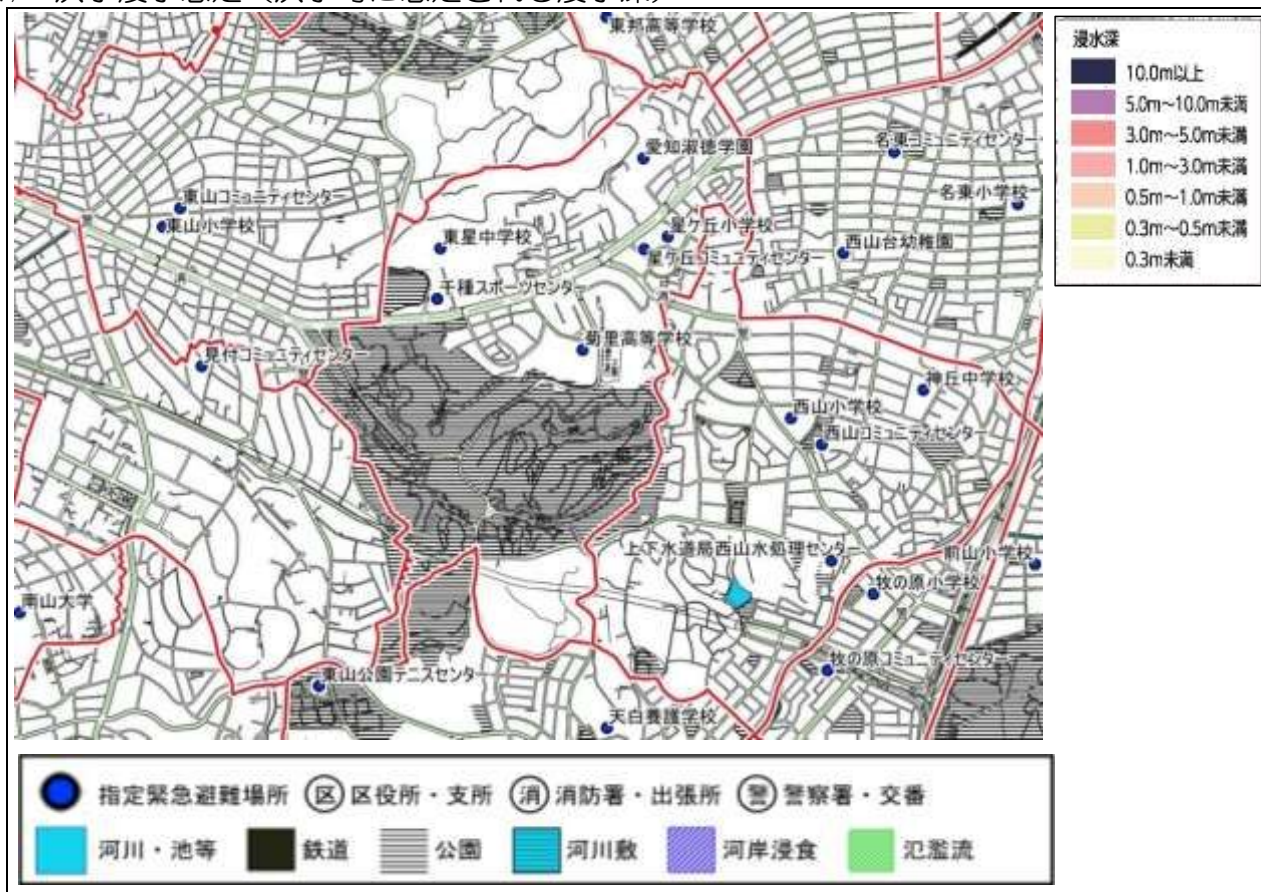 東邦高等学校
愛知淑徳学園
名東コミュニティセンター
名東小学校
東山コミュニティセンター
東山小学校
東星中学校
星ケ丘小学校
星ケ丘コミュニティセンター
西山台幼稚園
千種スポーツセンター
菊里高等学校
見付コミュニティセンター
神丘中学校
西山小学校
西山コミュニティセンター
上下水道局西山水処理センター
前山小学校
牧の原小学校
南山大学
牧の原コミュニティセンター
東山公園テニスセンタ
天白養護学校
浸水深
10.0m以上
5.0m～10.0m未満
3.0m～5.0m未満
1.0m～3.0m未満
0.5m～1.0m未満
0.3m～0.5m未満
0.3m未満
指定緊急避難場所 区 区役所・支所 消 消防署・出張所 警 警察署・交番
河川・池等 鉄道 公園 河川敷 河岸浸食 氾濫流